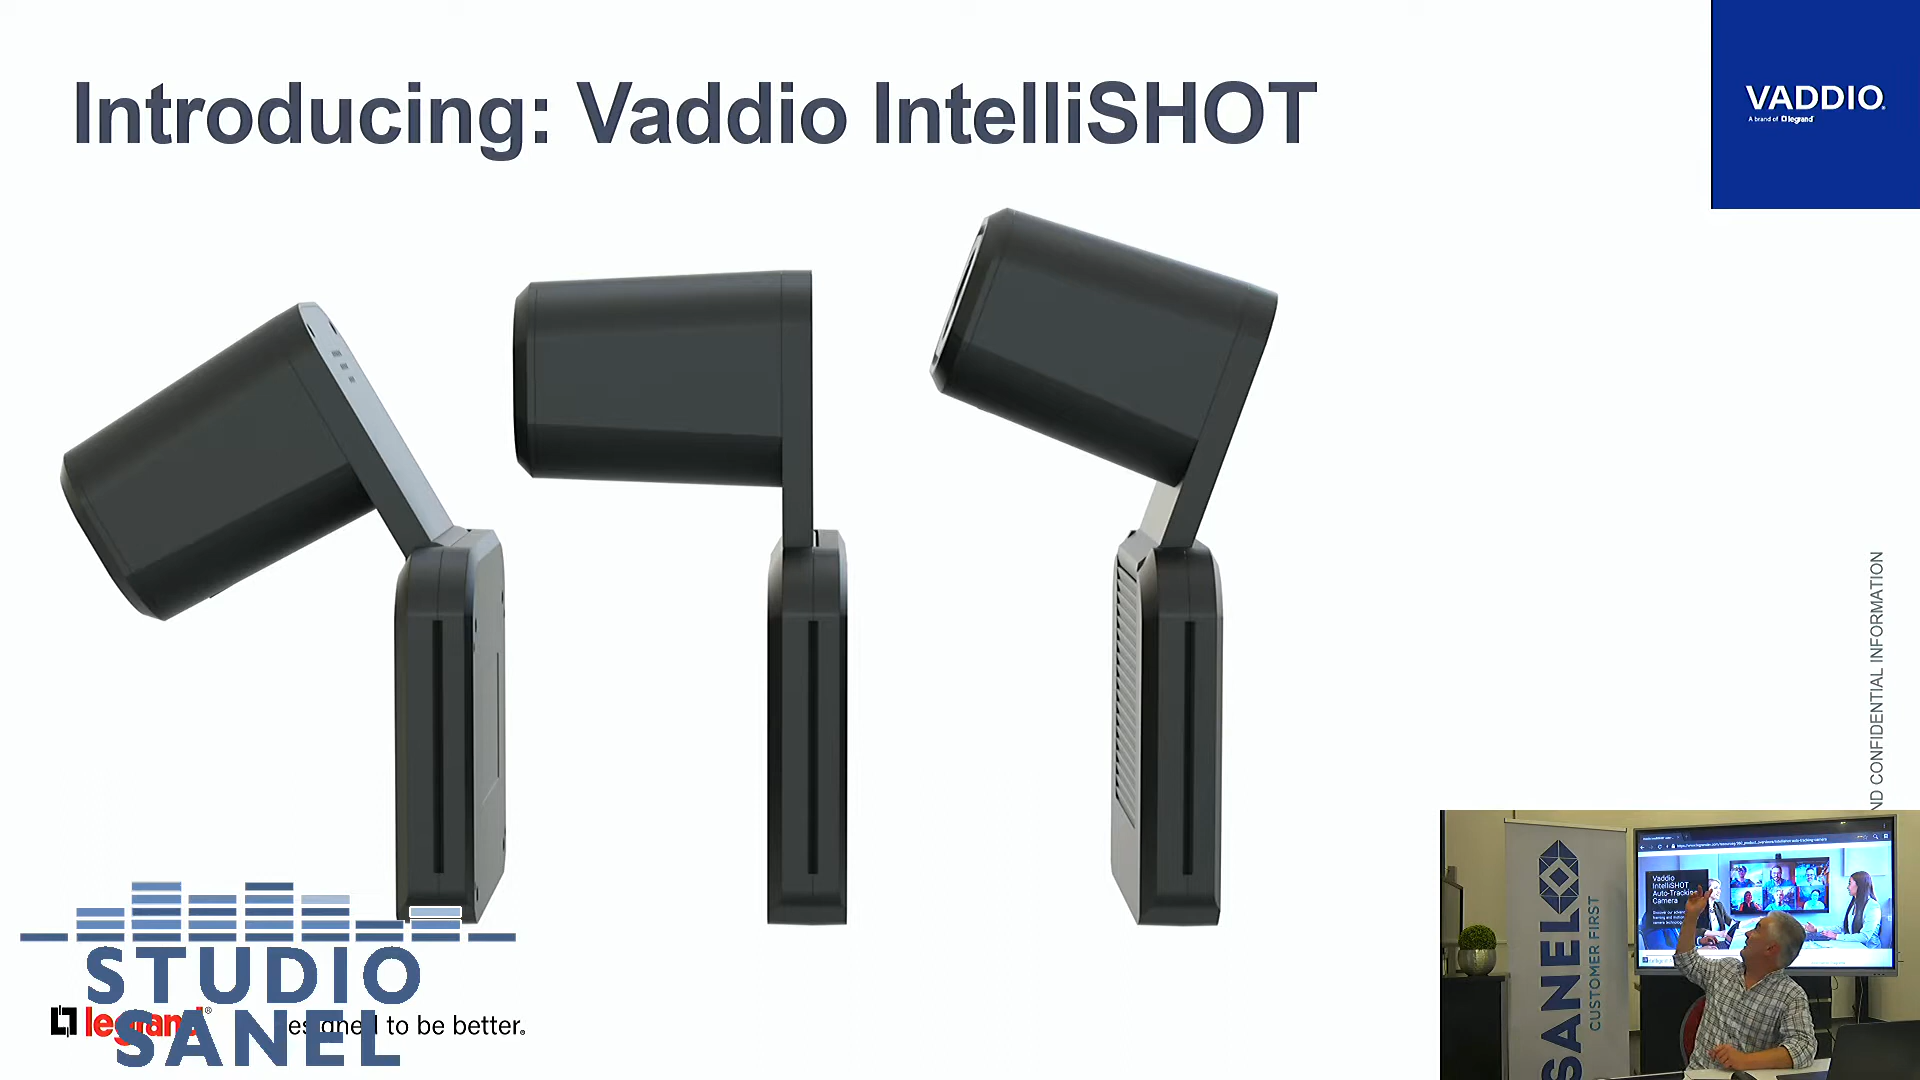 Introducing: Vaddio IntelliSHOT
VADDIO
A brand of legrand
ND CONFIDENTIAL INFORMATION
STUDIO
SANEL
legrand
to be better.
SANEL
CUSTOMER FIRST
Vaddio
IntelliSHOT
Auto-Tracking
Camera